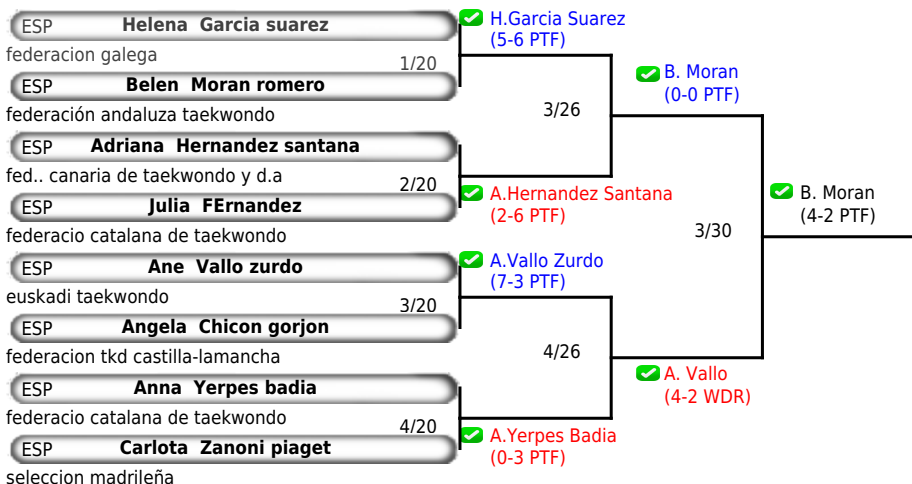 ESP Helena Garcia suarez
federacion galega
1/20
ESP Belen Moran romero
federación andaluza taekwondo
ESP Adriana Hernandez santana
fed.. canaria de taekwondo y d.a
2/20
ESP Julia FErnandez
federacio catalana de taekwondo
ESP Ane Vallo zurdo
euskadi taekwondo
3/20
ESP Angela Chicon gorjon
federacion tkd castilla-lamancha
ESP Anna Yerpes badia
federacio catalana de taekwondo
4/20
ESP Carlota Zanoni piaget
seleccion madrileña
H.Garcia Suarez
(5-6 PTF)
3/26
A.Hernandez Santana
(2-6 PTF)
A.Vallo Zurdo
(7-3 PTF)
4/26
A.Yerpes Badia
(0-3 PTF)
B. Moran
(0-0 PTF)
3/30
A. Vallo
(4-2 WDR)
B. Moran
(4-2 PTF)